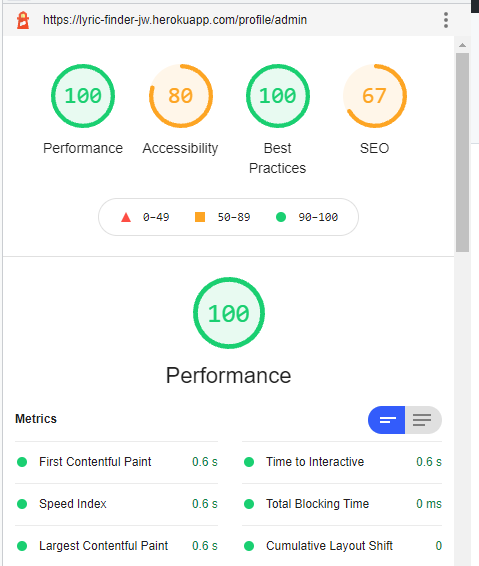 https://lyric-finder-jw.herokuapp.com/profile/admin
100 80 100 67
Performance Accessibility Best Practices SEO
0–49 50–89 90–100
100
Performance
Metrics
First Contentful Paint 0.6 s
Time to Interactive 0.6 s
Speed Index 0.6 s
Total Blocking Time 0 ms
Largest Contentful Paint 0.6 s
Cumulative Layout Shift 0